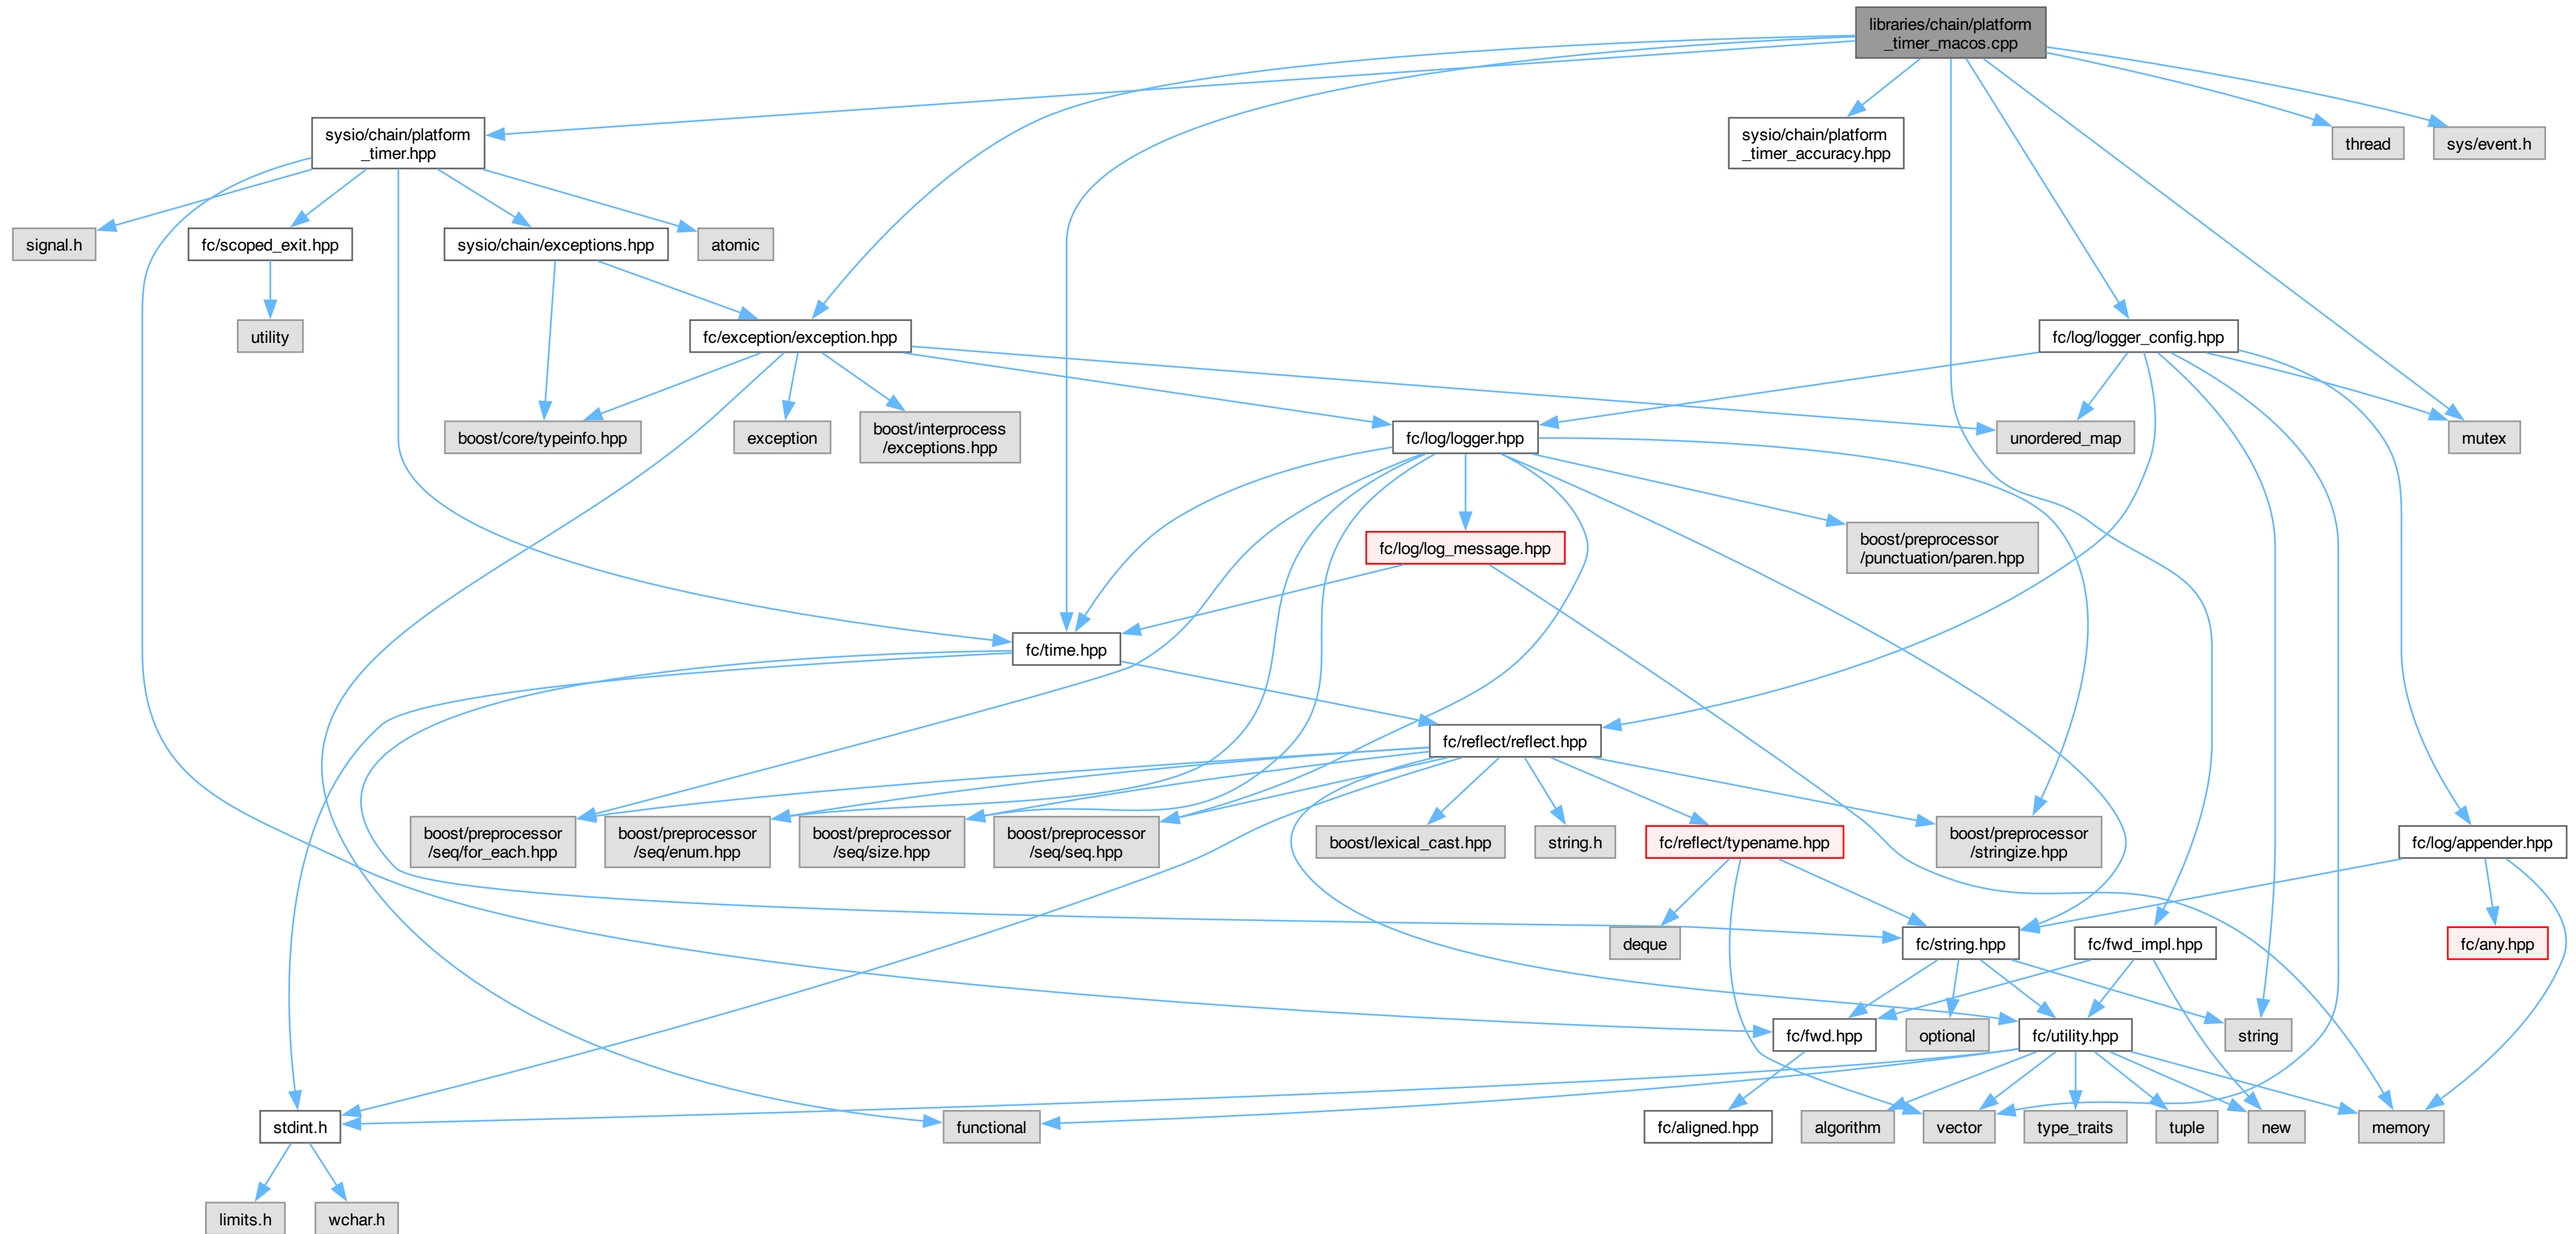 libraries/chain/platform
_timer_macos.cpp
sysio/chain/platform
_timer.hpp
sysio/chain/platform
_timer_accuracy.hpp
thread
sys/event.h
signal.h
fc/scoped_exit.hpp
sysio/chain/exceptions.hpp
atomic
utility
fc/exception/exception.hpp
fc/log/logger_config.hpp
boost/core/typeinfo.hpp
exception
boost/interprocess
/exceptions.hpp
fc/log/logger.hpp
unordered_map
mutex
fc/log/log_message.hpp
boost/preprocessor
/punctuation/paren.hpp
fc/time.hpp
fc/reflect/reflect.hpp
boost/preprocessor
/seq/for_each.hpp
boost/preprocessor
/seq/enum.hpp
boost/preprocessor
/seq/size.hpp
boost/preprocessor
/seq/seq.hpp
boost/lexical_cast.hpp
string.h
fc/reflect/typename.hpp
boost/preprocessor
/stringize.hpp
fc/log/appender.hpp
deque
fc/string.hpp
fc/fwd_impl.hpp
fc/any.hpp
fc/fwd.hpp
optional
fc/utility.hpp
string
stdint.h
functional
fc/aligned.hpp
algorithm
vector
type_traits
tuple
new
memory
limits.h
wchar.h